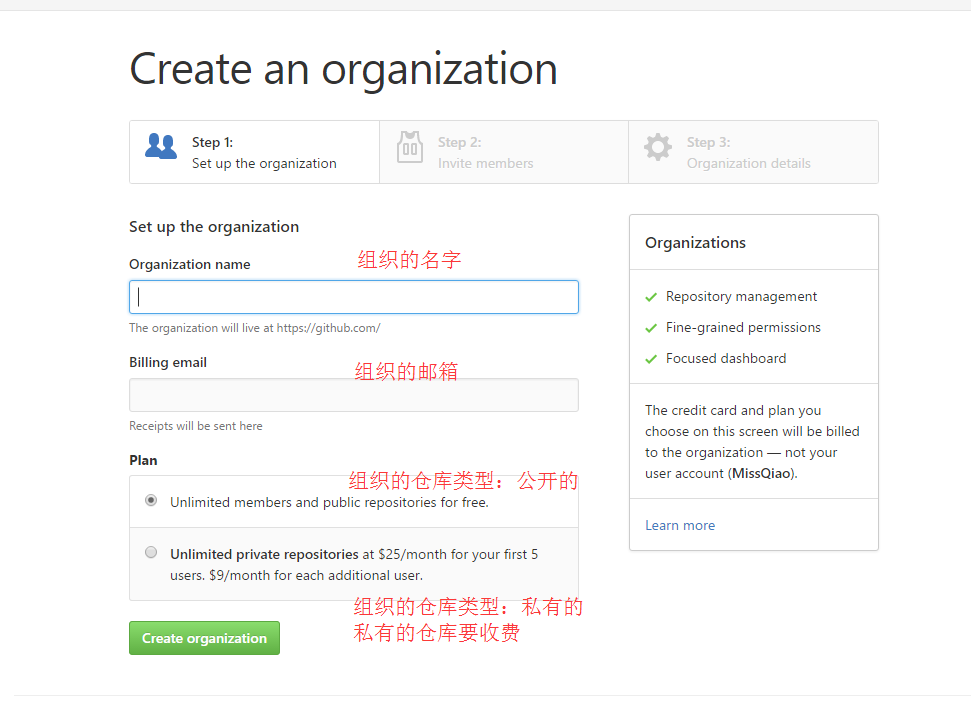 Create an organization
Step 1:
Set up the organization
Step 2:
Invite members
Step 3:
Organization details
Set up the organization
Organization name
组织的名字
The organization will live at https://github.com/
Billing email
组织的邮箱
Receipts will be sent here
Plan
组织的仓库类型：公开的
Unlimited members and public repositories for free.
Unlimited private repositories at $25/month for your first 5
users. $9/month for each additional user.
组织的仓库类型：私有的
私有的仓库要收费
Create organization
Organizations
Repository management
Fine-grained permissions
Focused dashboard
The credit card and plan you
choose on this screen will be billed
to the organization — not your
user account (MissQiao).
Learn more